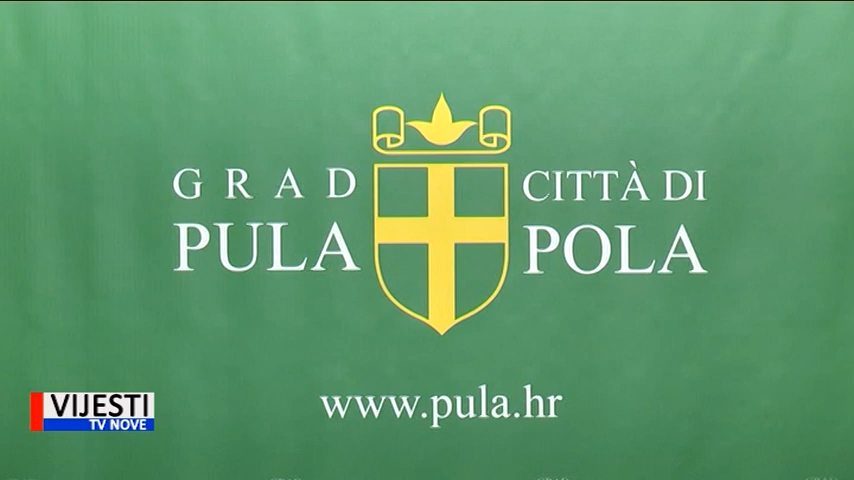 GRAD
PULA
CITTÀ DI
POLA
www.pula.hr
VIJESTI
TV NOVE